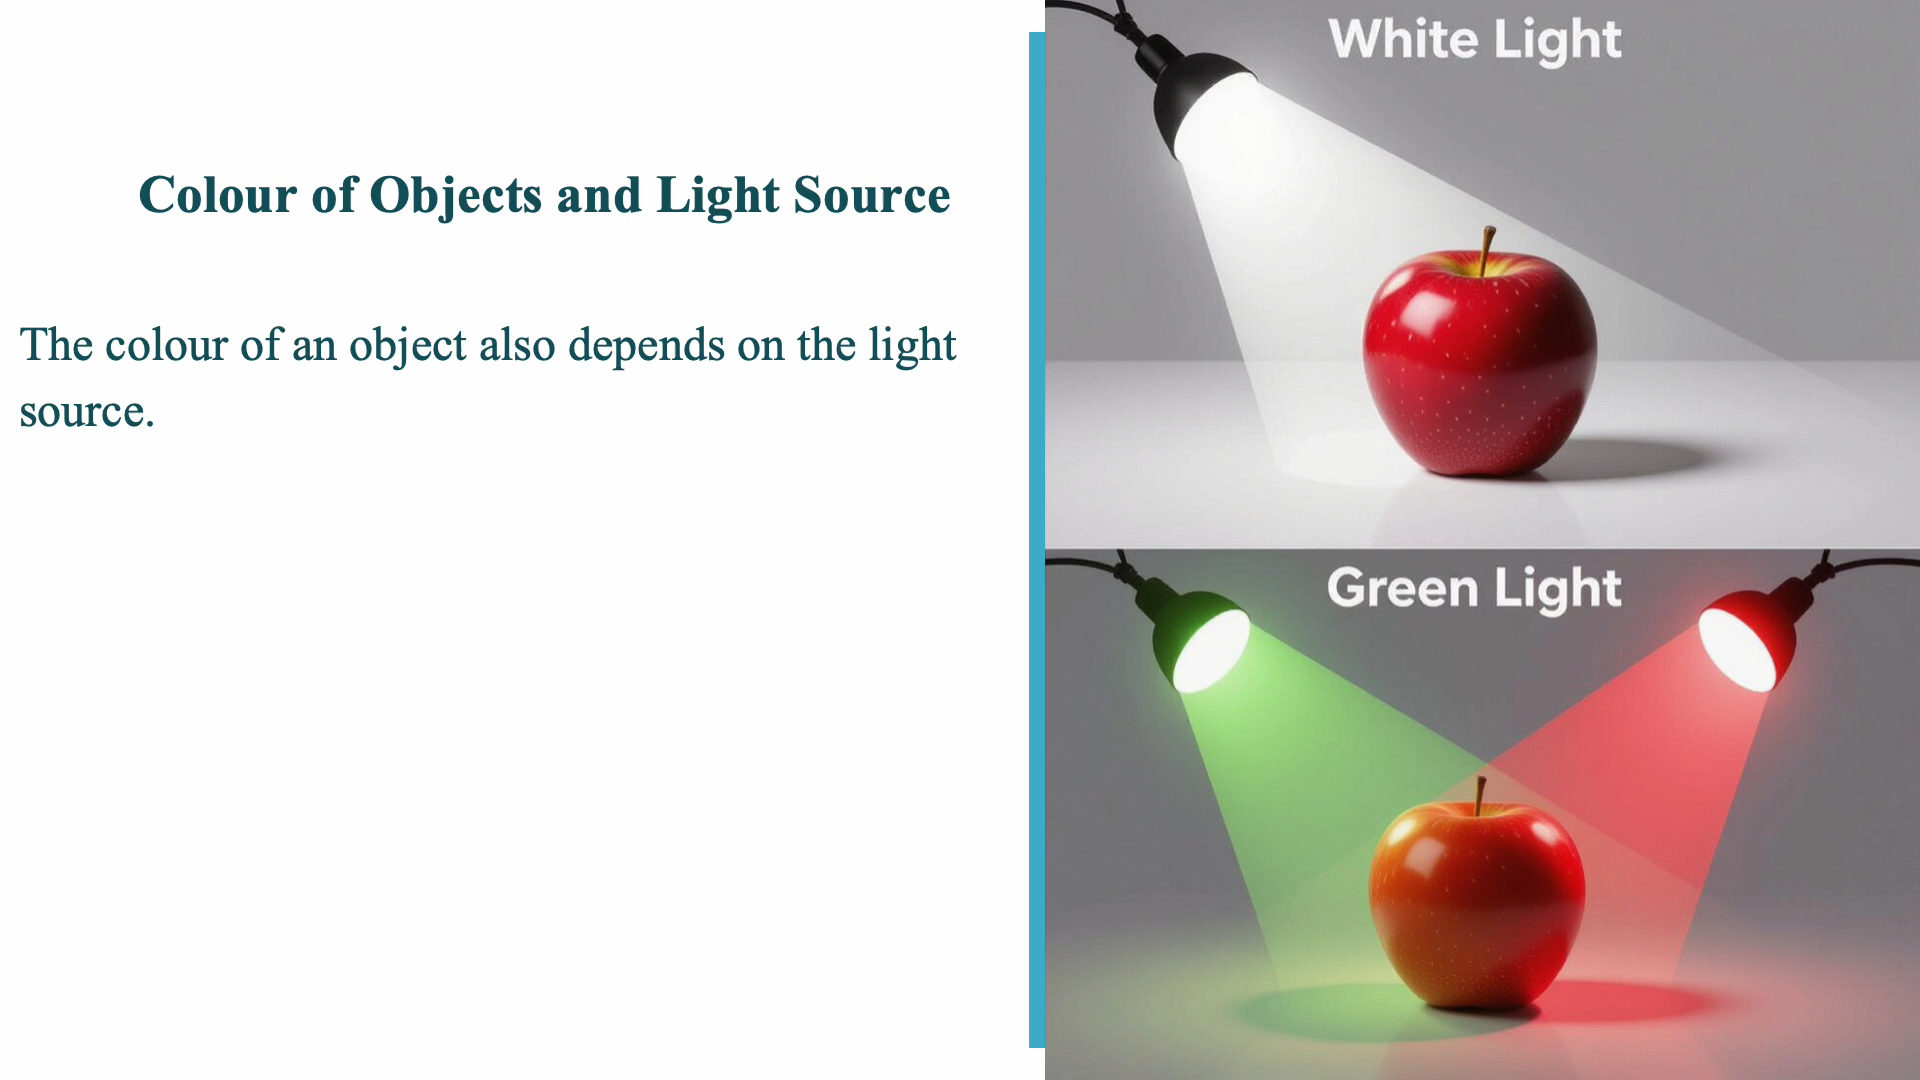 Colour of Objects and Light Source
The colour of an object also depends on the light
source.
White Light
Green Light